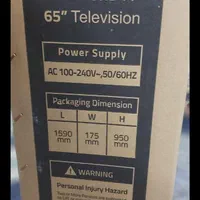 65" Television
Power Supply
AC 100-240V~,50/60HZ
Packaging Dimension
L W H
1590 mm 175 mm 950 mm
WARNING
Personal Injury Hazard